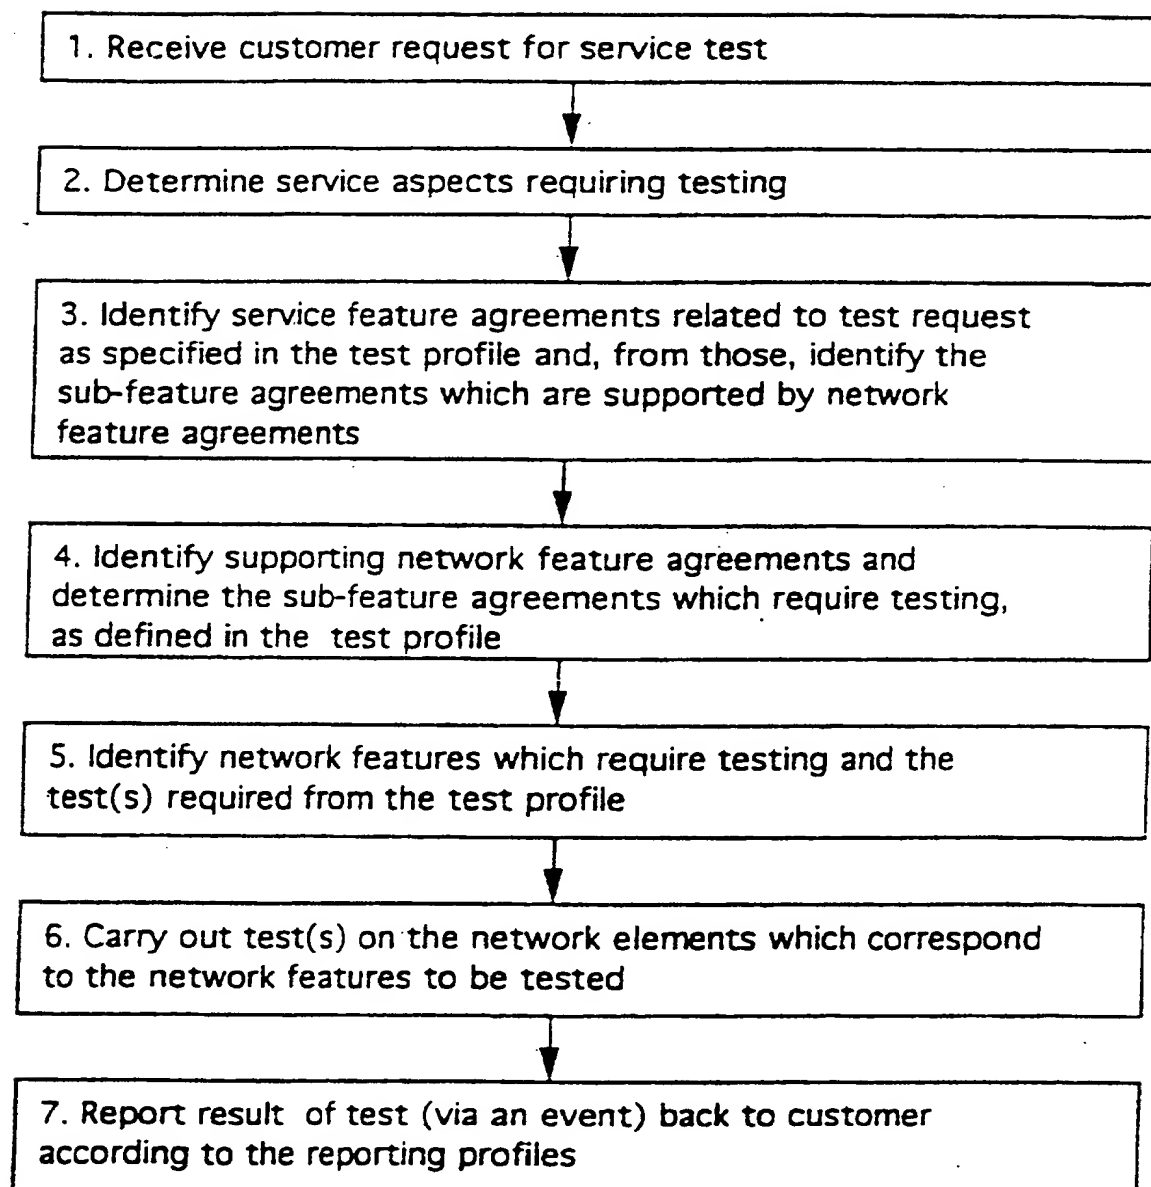 1. Receive customer request for service test
2. Determine service aspects requiring testing
3. Identify service feature agreements related to test request
as specified in the test profile and, from those, identify the
sub-feature agreements which are supported by network
feature agreements
4. Identify supporting network feature agreements and
determine the sub-feature agreements which require testing,
as defined in the test profile
5. Identify network features which require testing and the
test(s) required from the test profile
6. Carry out test(s) on the network elements which correspond
to the network features to be tested
7. Report result of test (via an event) back to customer
according to the reporting profiles